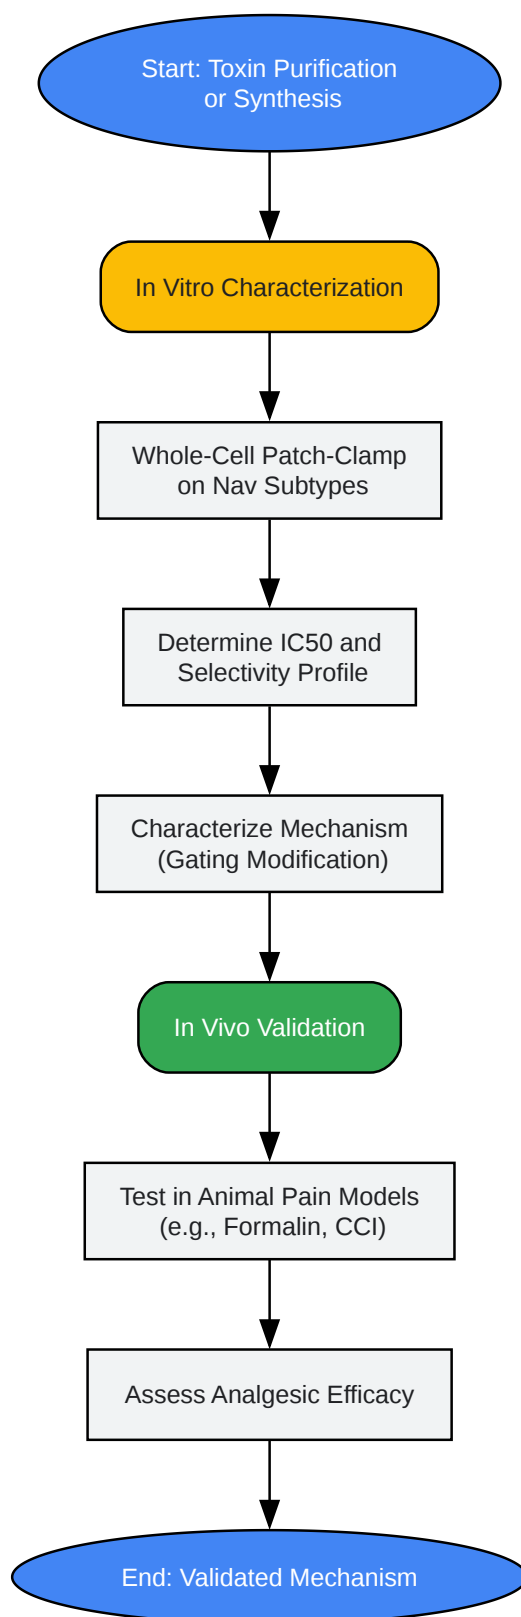 Start: Toxin Purification
or Synthesis
In Vitro Characterization
Whole-Cell Patch-Clamp
on Nav Subtypes
Determine IC50 and
Selectivity Profile
Characterize Mechanism
(Gating Modification)
In Vivo Validation
Test in Animal Pain Models
(e.g., Formalin, CCI)
Assess Analgesic Efficacy
End: Validated Mechanism